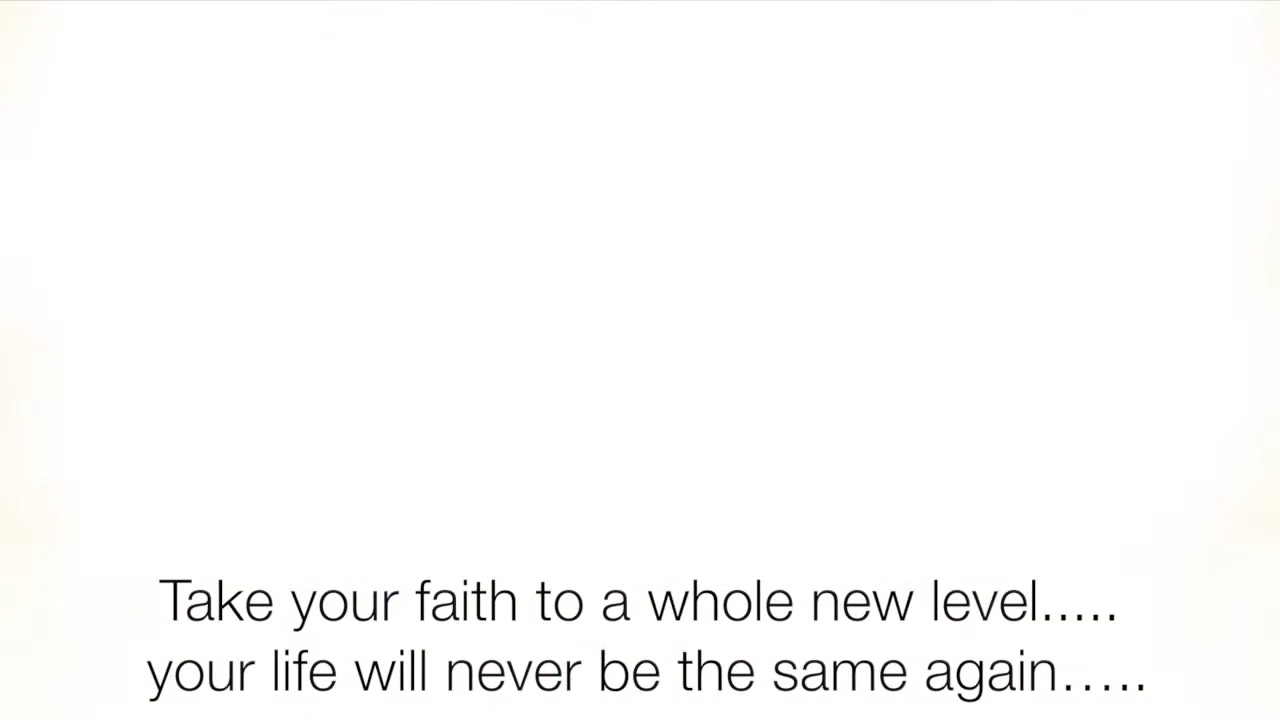 Take your faith to a whole new level.....
your life will never be the same again.....